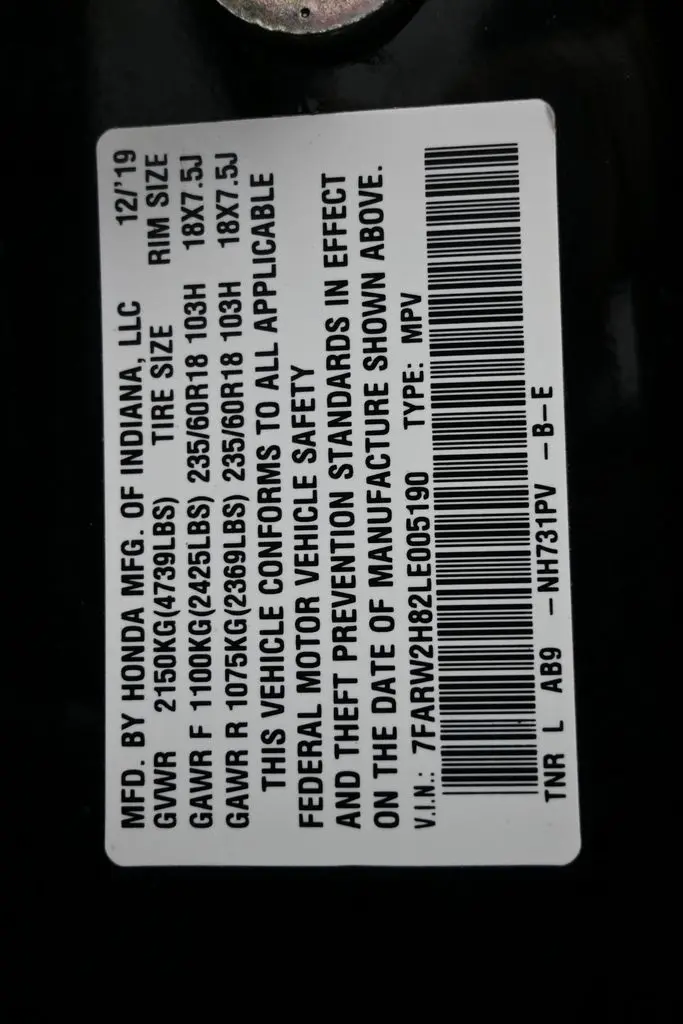 MFD. BY HONDA MFG. OF INDIANA, LLC 12/'19
GVWR 2150KG(4739LBS) TIRE SIZE RIM SIZE
GAWR F 1100KG(2425LBS) 235/60R18 103H 18X7.5J
GAWR R 1075KG(2369LBS) 235/60R18 103H 18X7.5J
THIS VEHICLE CONFORMS TO ALL APPLICABLE
FEDERAL MOTOR VEHICLE SAFETY
AND THEFT PREVENTION STANDARDS IN EFFECT
ON THE DATE OF MANUFACTURE SHOWN ABOVE.
V.I.N.: 7FARW2H82LE005190 TYPE: MPV
TNR L AB9 -NH731PV -B-E